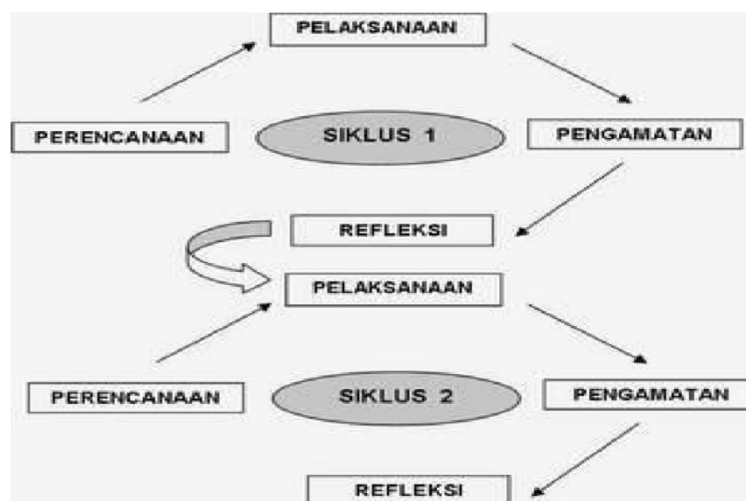 PELAKSANAAN
PERENCANAAN
SIKLUS 1
PENGAMATAN
REFLEKSI
PELAKSANAAN
PERENCANAAN
SIKLUS 2
PENGAMATAN
REFLEKSI